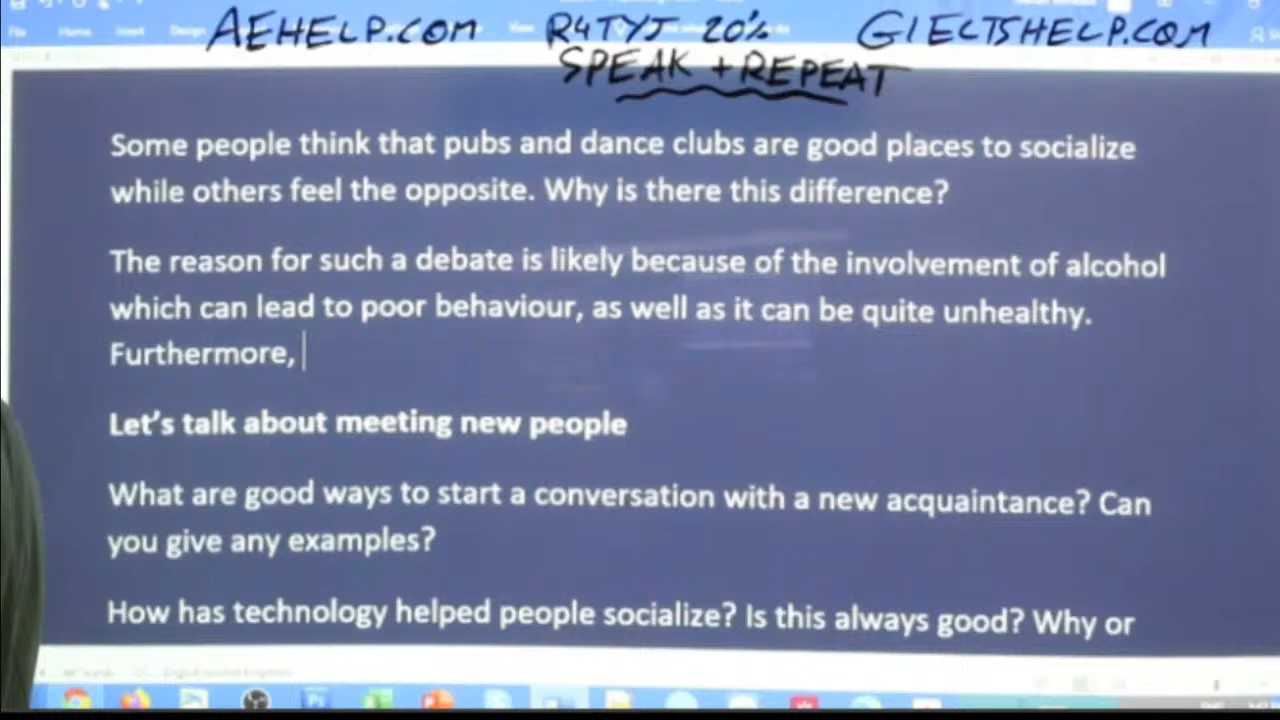 AEHELP.COM R4TYJ 20% GIELTSHELP.COM
SPEAK + REPEAT
Some people think that pubs and dance clubs are good places to socialize
while others feel the opposite. Why is there this difference?
The reason for such a debate is likely because of the involvement of alcohol
which can lead to poor behaviour, as well as it can be quite unhealthy.
Furthermore,
Let's talk about meeting new people
What are good ways to start a conversation with a new acquaintance? Can
you give any examples?
How has technology helped people socialize? Is this always good? Why or